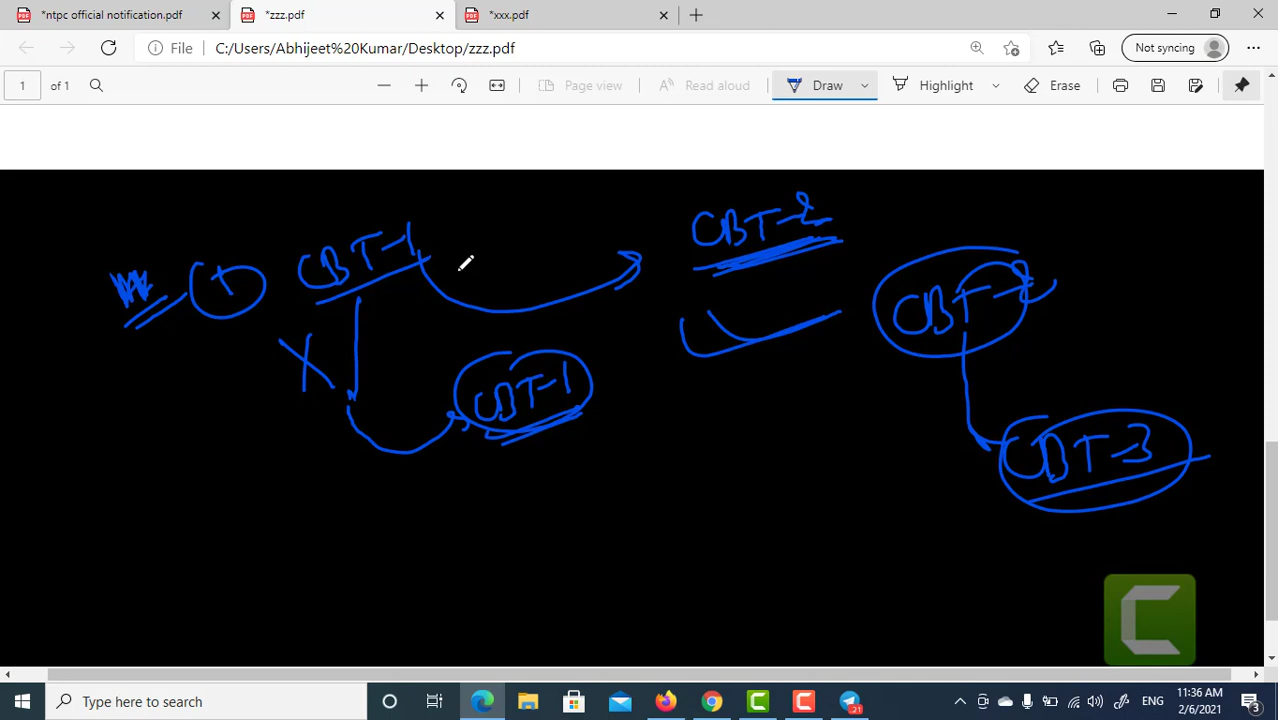 *ntpc official notification.pdf
*zzz.pdf
*xxx.pdf
File
C:/Users/Abhijeet%20Kumar/Desktop/zzz.pdf
Not syncing
1
of 1
Page view
Read aloud
Draw
Highlight
Erase
CBT-1
CBT-2
CBT-2
CBT-1
CBT-3
Type here to search
21
ENG
11:36 AM
2/6/2021
3